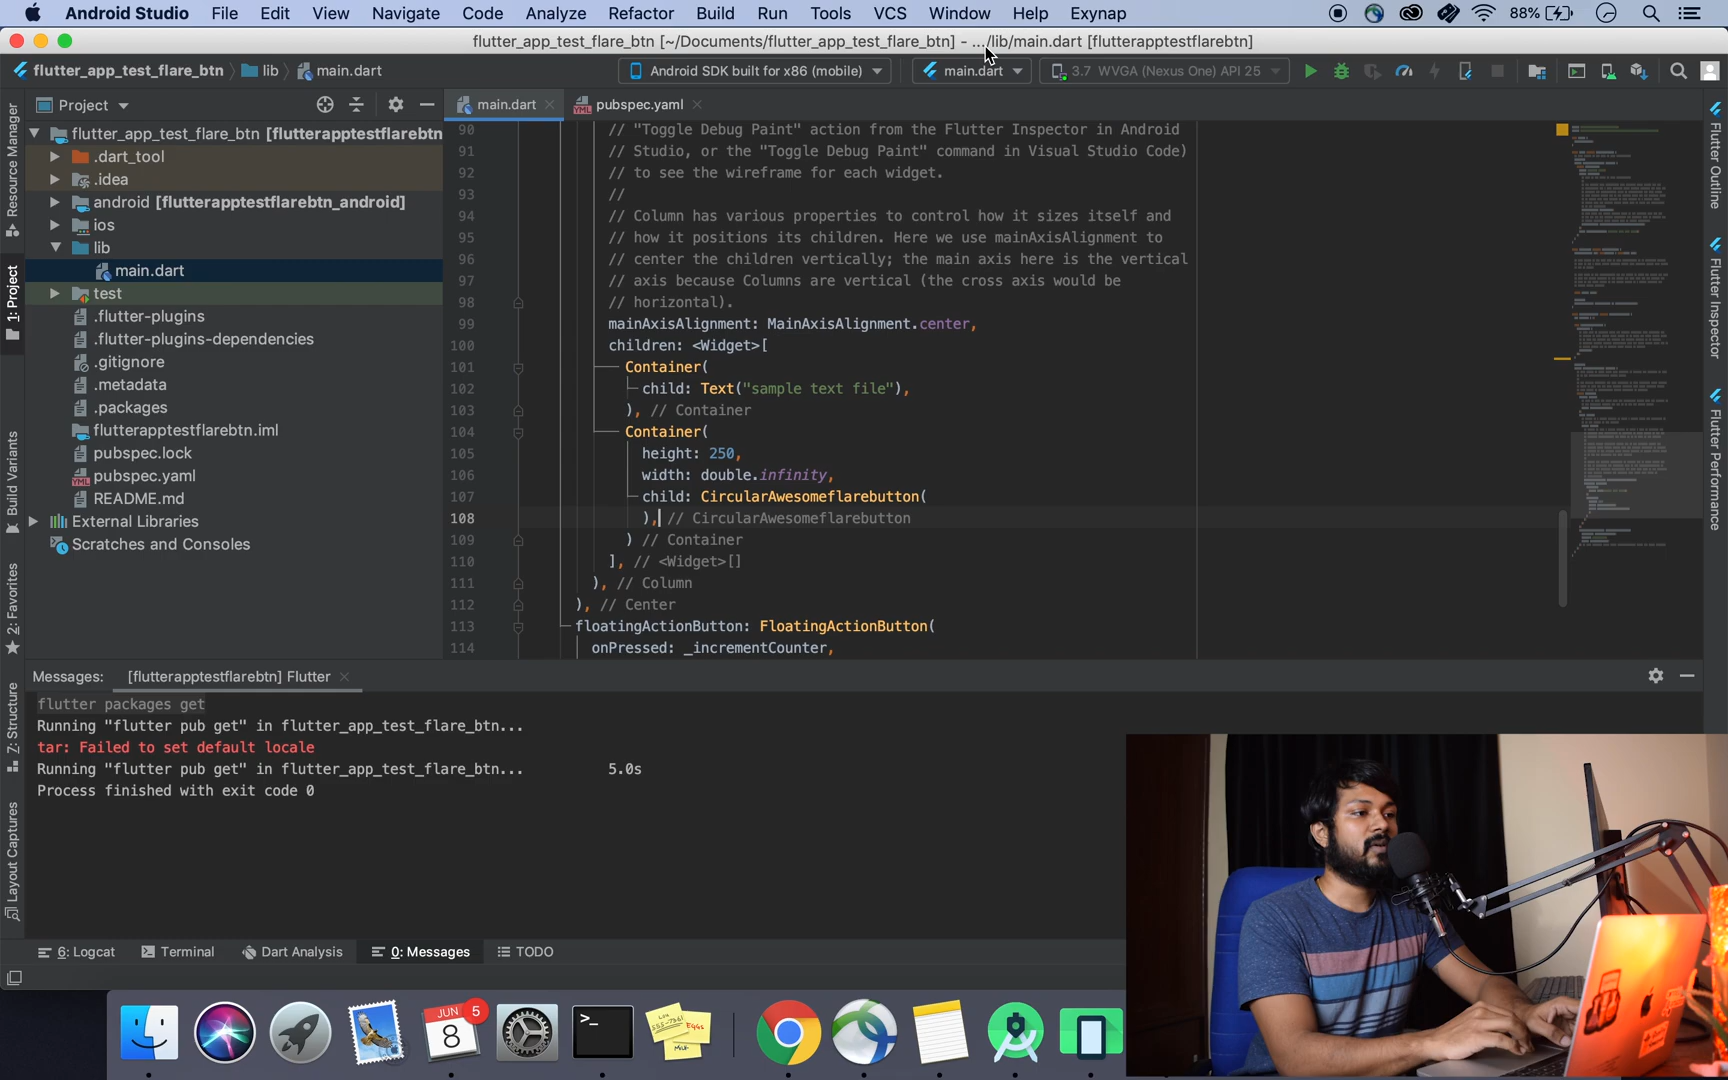 Android Studio File Edit View Navigate Code Analyze Refactor Build Run Tools VCS Window Help Exynap 88%
flutter_app_test_flare_btn [~/Documents/flutter_app_test_flare_btn] - .../lib/main.dart [flutterapptestflarebtn]
flutter_app_test_flare_btn lib main.dart Android SDK built for x86 (mobile) main.dart 3.7 WVGA (Nexus One) API 25
Project main.dart pubspec.yaml
flutter_app_test_flare_btn [flutterapptestflarebtn
.dart_tool
.idea
android [flutterapptestflarebtn_android]
ios
lib
main.dart
test
.flutter-plugins
.flutter-plugins-dependencies
.gitignore
.metadata
.packages
flutterapptestflarebtn.iml
pubspec.lock
pubspec.yaml
README.md
External Libraries
Scratches and Consoles
90 // "Toggle Debug Paint" action from the Flutter Inspector in Android
91 // Studio, or the "Toggle Debug Paint" command in Visual Studio Code)
92 // to see the wireframe for each widget.
93 //
94 // Column has various properties to control how it sizes itself and
95 // how it positions its children. Here we use mainAxisAlignment to
96 // center the children vertically; the main axis here is the vertical
97 // axis because Columns are vertical (the cross axis would be
98 // horizontal).
99 mainAxisAlignment: MainAxisAlignment.center,
100 children: <Widget>[
101 Container(
102 child: Text("sample text file"),
103 ), // Container
104 Container(
105 height: 250,
106 width: double.infinity,
107 child: CircularAwesomeflarebutton(
108 ), // CircularAwesomeflarebutton
109 ) // Container
110 ], // <Widget>[]
111 ), // Column
112 ), // Center
113 floatingActionButton: FloatingActionButton(
114 onPressed: _incrementCounter,
Resource Manager
1: Project
Build Variants
2: Favorites
7: Structure
Layout Captures
Flutter Outline
Flutter Inspector
Flutter Performance
Messages: [flutterapptestflarebtn] Flutter
flutter packages get
Running "flutter pub get" in flutter_app_test_flare_btn...
tar: Failed to set default locale
Running "flutter pub get" in flutter_app_test_flare_btn... 5.0s
Process finished with exit code 0
6: Logcat Terminal Dart Analysis 0: Messages TODO
JUN
8
5